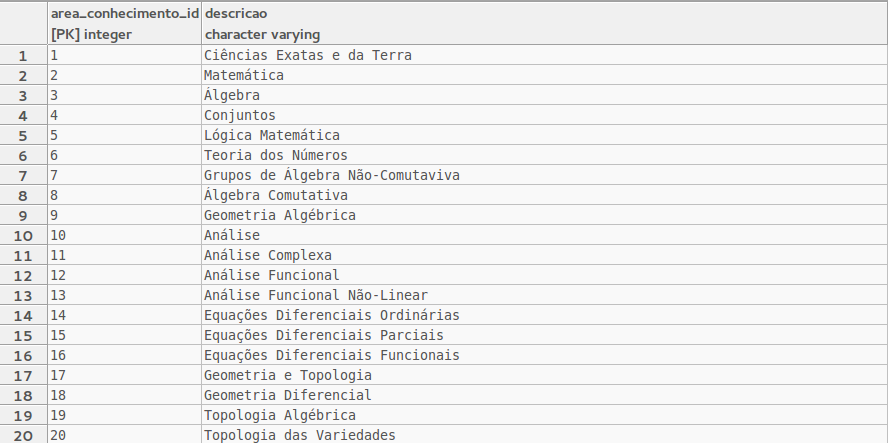 area_conhecimento_id descricao
[PK] integer character varying
1 1 Ciências Exatas e da Terra
2 2 Matemática
3 3 Álgebra
4 4 Conjuntos
5 5 Lógica Matemática
6 6 Teoria dos Números
7 7 Grupos de Álgebra Não-Comutaviva
8 8 Álgebra Comutativa
9 9 Geometria Algébrica
10 10 Análise
11 11 Análise Complexa
12 12 Análise Funcional
13 13 Análise Funcional Não-Linear
14 14 Equações Diferenciais Ordinárias
15 15 Equações Diferenciais Parciais
16 16 Equações Diferenciais Funcionais
17 17 Geometria e Topologia
18 18 Geometria Diferencial
19 19 Topologia Algébrica
20 20 Topologia das Variedades